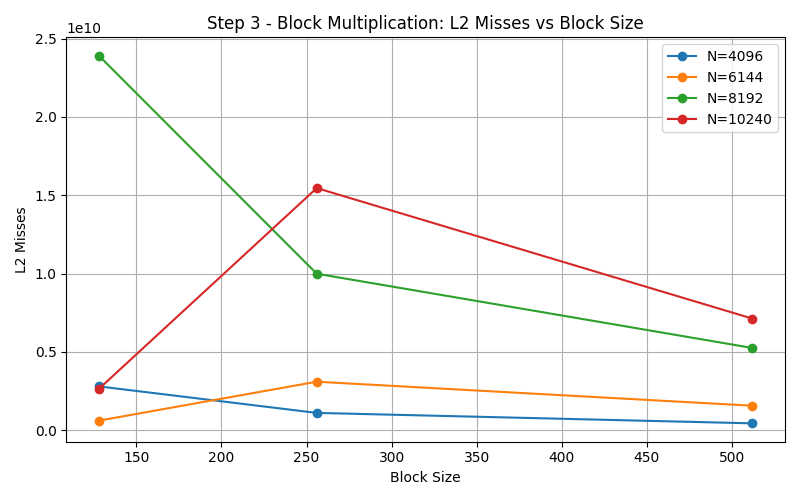 Step 3 - Block Multiplication: L2 Misses vs Block Size
1e10
2.5
2.0
1.5
1.0
0.5
0.0
L2 Misses
N=4096
N=6144
N=8192
N=10240
150 200 250 300 350 400 450 500
Block Size